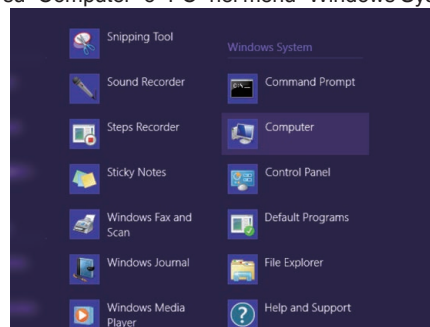 Snipping Tool
Sound Recorder
Steps Recorder
Sticky Notes
Windows Fax and
Scan
Windows Journal
Windows Media
Player
Windows System
Command Prompt
Computer
Control Panel
Default Programs
File Explorer
Help and Support